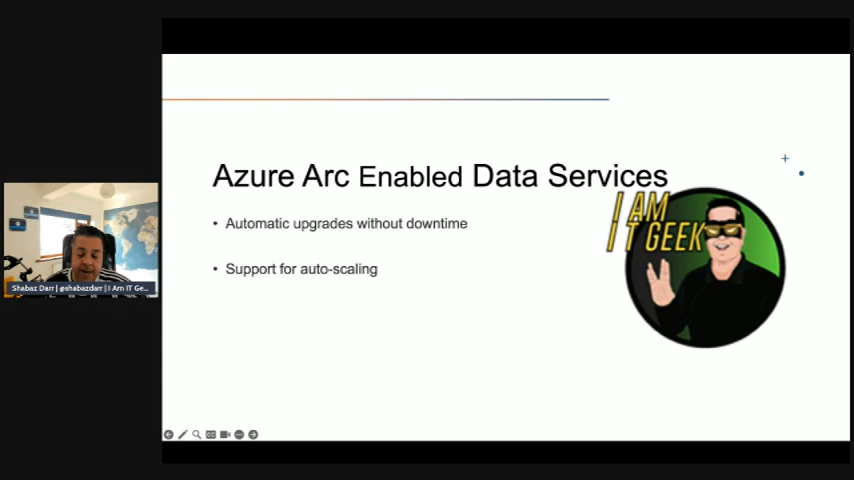 Azure Arc Enabled Data Services
• Automatic upgrades without downtime
• Support for auto-scaling
I AM
IT GEEK
Shabaz Darr | @shabazdarr | I Am IT Ge...
CC